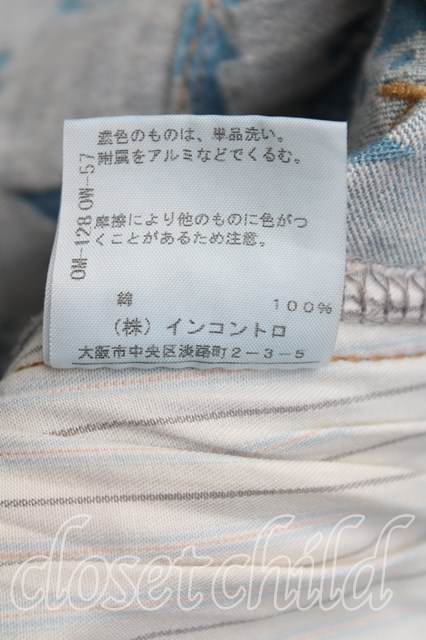 濃色のものは、単品洗い。
附属をアルミなどでくるむ。
摩擦により他のものに色がつ
くことがあるため注意。
綿 100%
（株）インコントロ
大阪市中央区淡路町2-3-5
OM-1280W-57
closet child